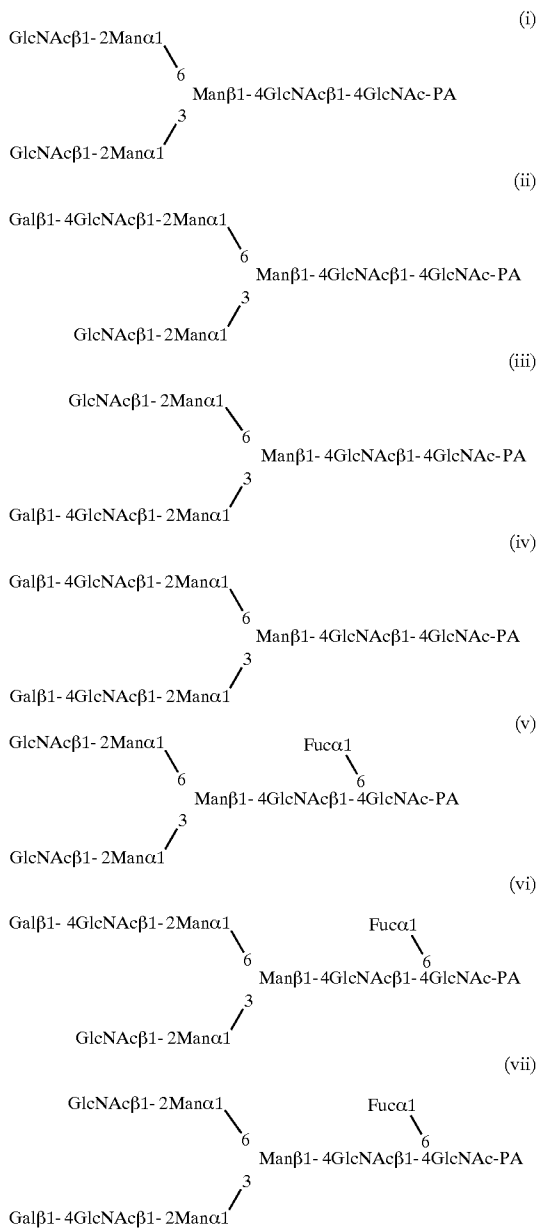 (i)
GlcNAcβ1- 2Manα1
6
Manβ1- 4GlcNAcβ1- 4GlcNAc-PA
3
GlcNAcβ1- 2Manα1
(ii)
Galβ1- 4GlcNAcβ1-2Manα1
6
Manβ1- 4GlcNAcβ1- 4GlcNAc-PA
3
GlcNAcβ1- 2Manα1
(iii)
GlcNAcβ1- 2Manα1
6
Manβ1- 4GlcNAcβ1- 4GlcNAc-PA
3
Galβ1- 4GlcNAcβ1- 2Manα1
(iv)
Galβ1- 4GlcNAcβ1- 2Manα1
6
Manβ1- 4GlcNAcβ1- 4GlcNAc-PA
3
Galβ1- 4GlcNAcβ1- 2Manα1
(v)
GlcNAcβ1- 2Manα1 Fucα1
6 6
Manβ1- 4GlcNAcβ1- 4GlcNAc-PA
3
GlcNAcβ1- 2Manα1
(vi)
Galβ1- 4GlcNAcβ1- 2Manα1 Fucα1
6 6
Manβ1- 4GlcNAcβ1- 4GlcNAc-PA
3
GlcNAcβ1- 2Manα1
(vii)
GlcNAcβ1- 2Manα1 Fucα1
6 6
Manβ1- 4GlcNAcβ1- 4GlcNAc-PA
3
Galβ1- 4GlcNAcβ1- 2Manα1